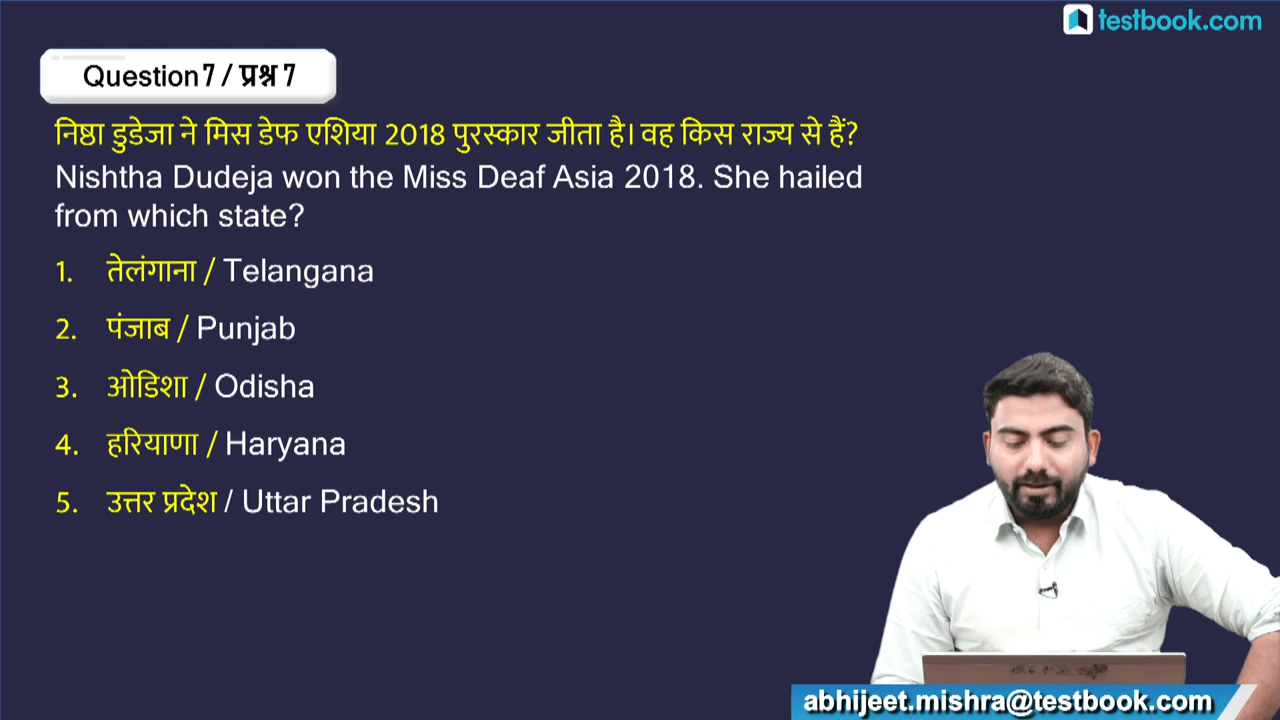 testbook.com
Question 7 / प्रश्न 7
निष्ठा डुडेजा ने मिस डेफ एशिया 2018 पुरस्कार जीता है। वह किस राज्य से हैं?
Nishtha Dudeja won the Miss Deaf Asia 2018. She hailed
from which state?
1. तेलंगाना / Telangana
2. पंजाब / Punjab
3. ओडिशा / Odisha
4. हरियाणा / Haryana
5. उत्तर प्रदेश / Uttar Pradesh
abhijeet.mishra@testbook.com